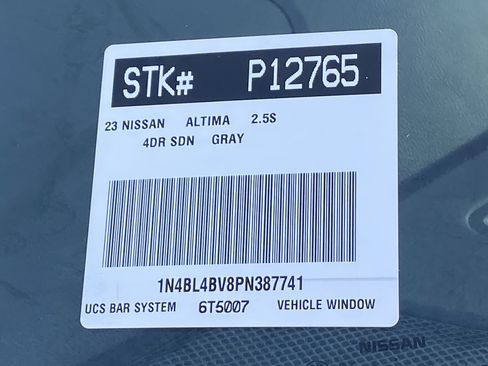 STK# P12765
23 NISSAN ALTIMA 2.5S
4DR SDN GRAY
1N4BL4BV8PN387741
UCS BAR SYSTEM 6T5007 VEHICLE WINDOW
NISSAN